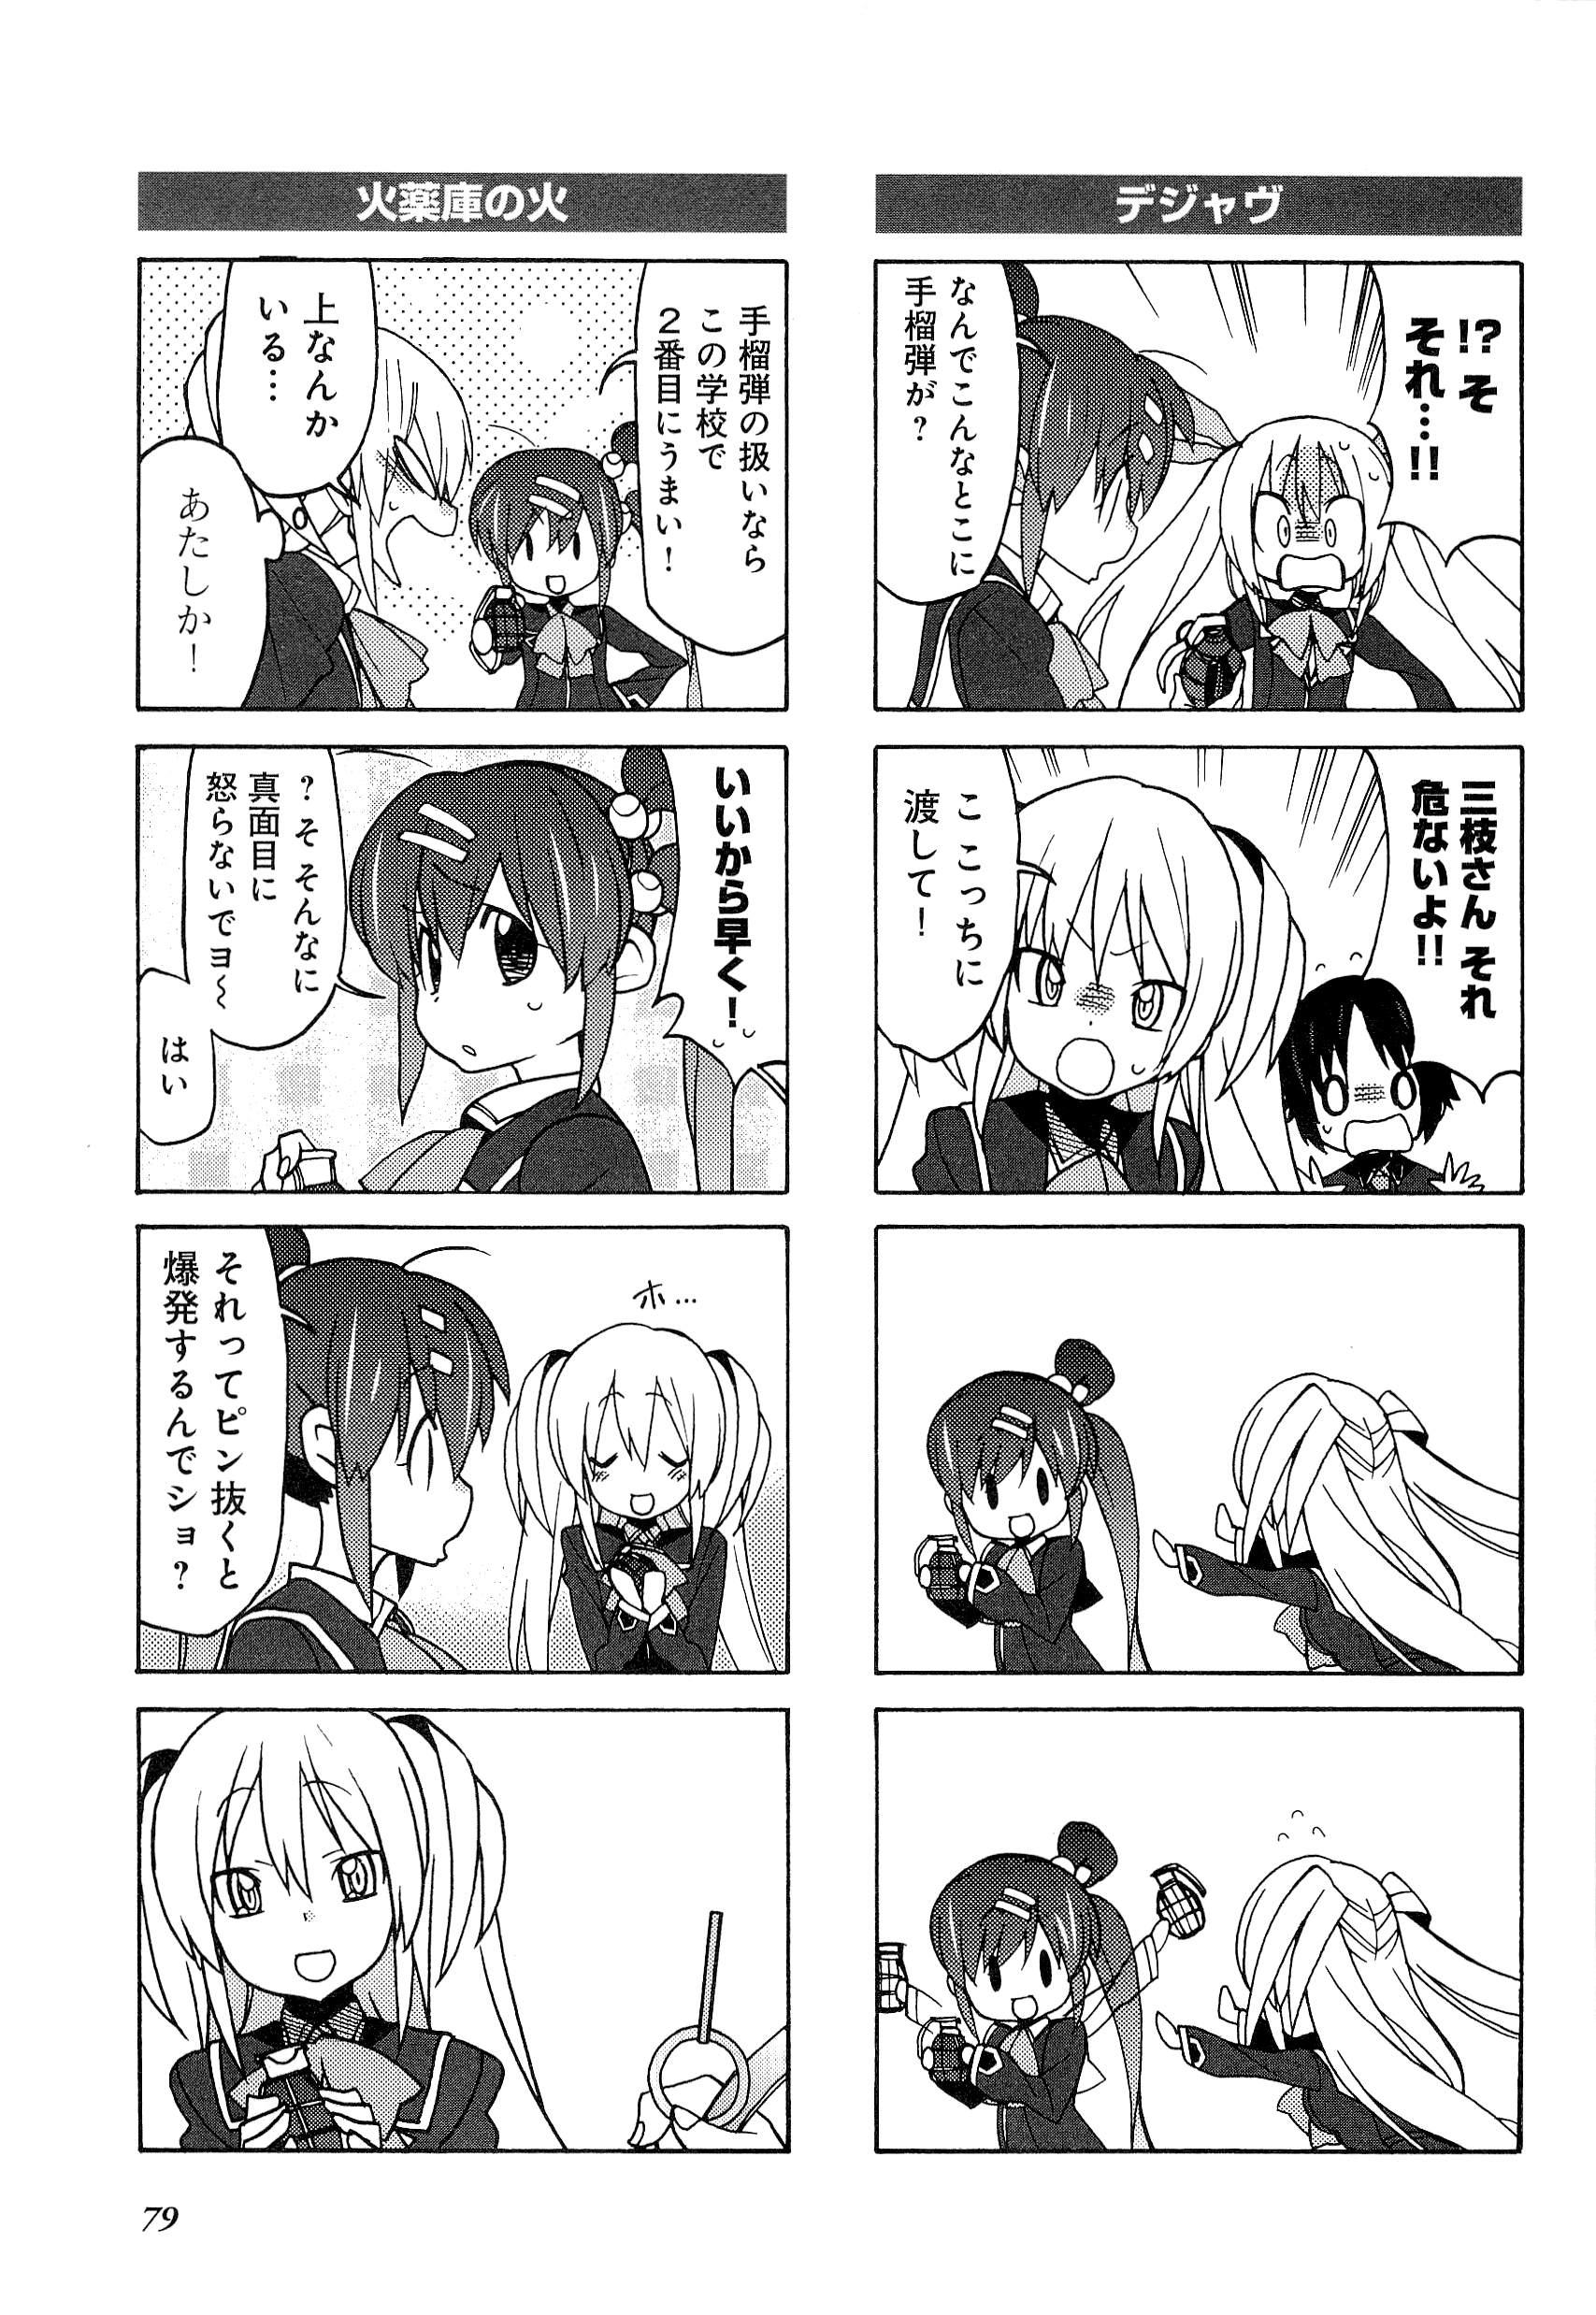 デジャヴ
!? そ
それ…!!
なんでこんなとこに
手榴弾が?
三枝さん それ
危ないよ!!
こ こっちに
渡して!
火薬庫の火
手榴弾の扱いなら
この学校で
2番目にうまい!
上なんか
いる…
あたしか!
いいから早く!
? そ そんなに
真面目に
怒らないでヨ~
はい
ホ…
それってピン抜くと
爆発するんでショ?
79